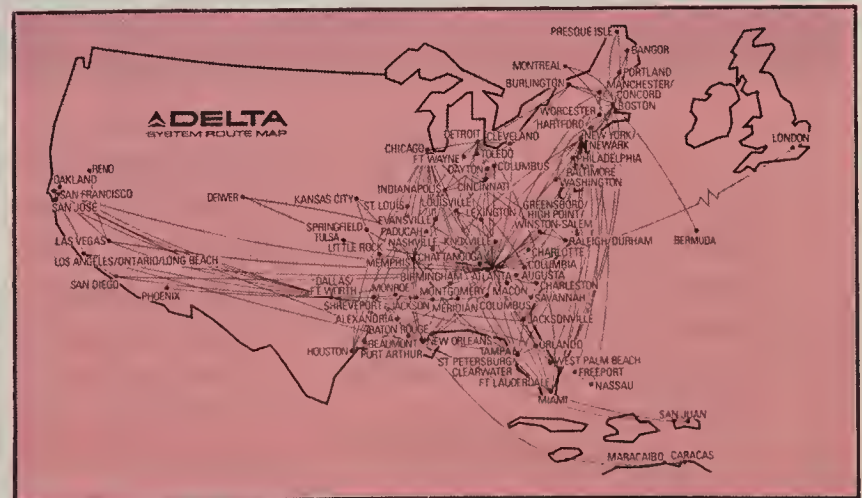 DELTA
SYSTEM ROUTE MAP
PRESQUE ISLE
BANGOR
MONTREAL
PORTLAND
BURLINGTON
MANCHESTER/
CONCORD
BOSTON
WORCESTER
HARTFORD
NEW YORK/
NEWARK
PHILADELPHIA
BALTIMORE
WASHINGTON
LONDON
DETROIT
CLEVELAND
CHICAGO
TOLEDO
FT WAYNE
COLUMBUS
DAYTON
CINCINNATI
INDIANAPOLIS
RENO
OAKLAND
SAN FRANCISCO
SAN JOSE
DENVER
KANSAS CITY
ST. LOUIS
LOUISVILLE
LEXINGTON
EVANSVILLE
PADUCAH
GREENSBORO/
HIGH POINT/
WINSTON-SALEM
RALEIGH/DURHAM
BERMUDA
SPRINGFIELD
TULSA
LITTLE ROCK
NASHVILLE
KNOXVILLE
LAS VEGAS
LOS ANGELES/ONTARIO/LONG BEACH
MEMPHIS
CHATTANOOGA
CHARLOTTE
COLUMBIA
BIRMINGHAM
ATLANTA
AUGUSTA
SAN DIEGO
PHOENIX
DALLAS/
FT WORTH
MONROE
MONTGOMERY
MACON
CHARLESTON
SHREVEPORT
JACKSON
MERIDIAN
COLUMBUS
SAVANNAH
ALEXANDRIA
JACKSONVILLE
BATON ROUGE
HOUSTON
BEAUMONT
PORT ARTHUR
NEW ORLEANS
ORLANDO
TAMPA
ST PETERSBURG
CLEARWATER
WEST PALM BEACH
FREEPORT
FT LAUDERDALE
NASSAU
MIAMI
SAN JUAN
MARACAIBO
CARACAS